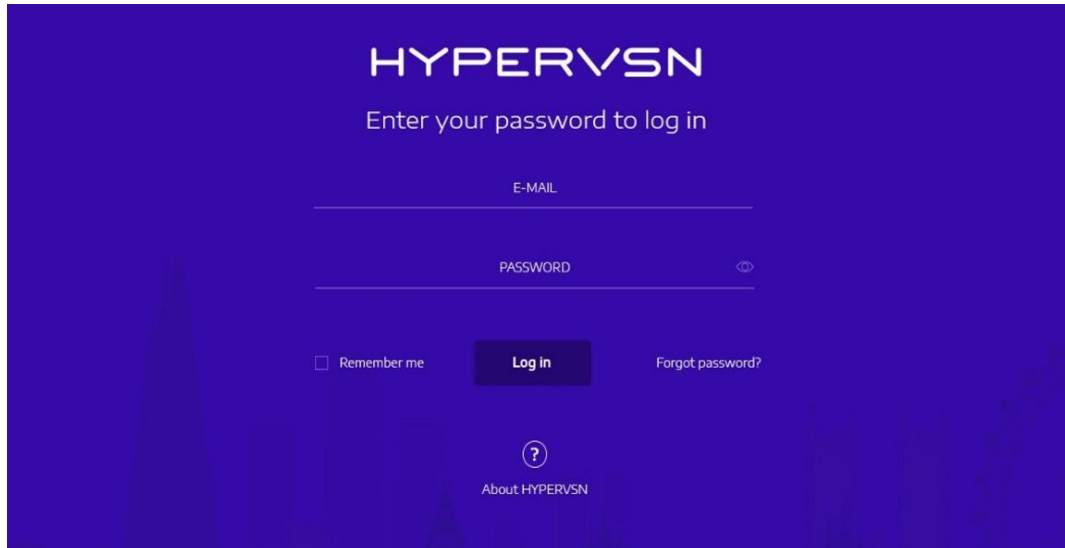 HYPERVSN
Enter your password to log in
E-MAIL
PASSWORD
Remember me
Log in
Forgot password?
?
About HYPERVSN